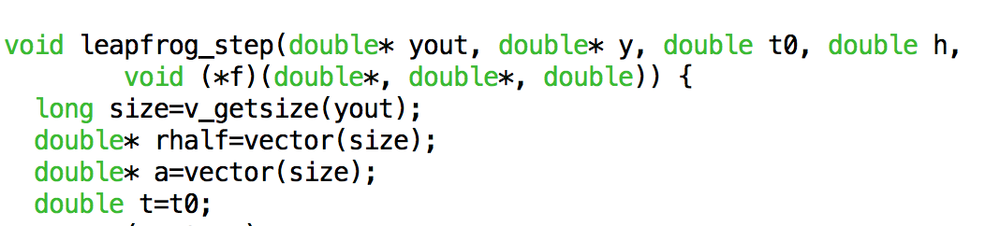 void leapfrog_step(double* yout, double* y, double t0, double h,
void (*f)(double*, double*, double)) {
long size=v_getsize(yout);
double* rhalf=vector(size);
double* a=vector(size);
double t=t0;